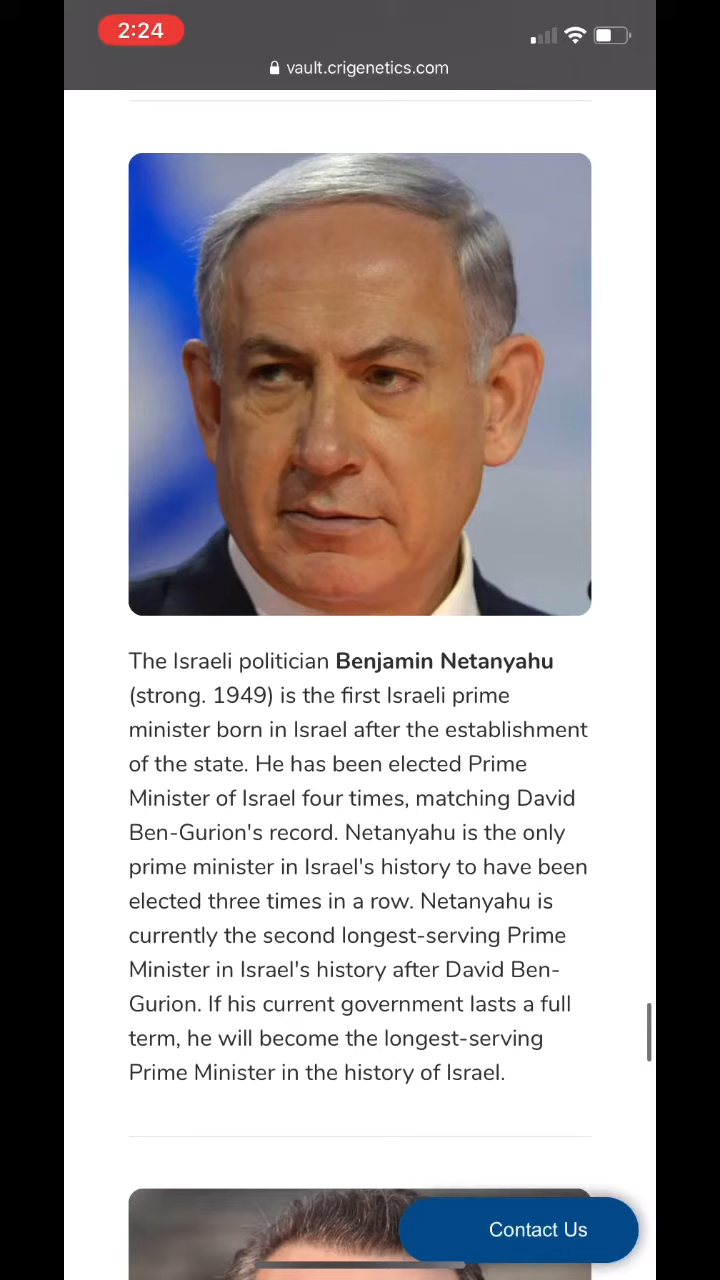 2:24
vault.crigenetics.com
The Israeli politician Benjamin Netanyahu
(strong. 1949) is the first Israeli prime
minister born in Israel after the establishment
of the state. He has been elected Prime
Minister of Israel four times, matching David
Ben-Gurion's record. Netanyahu is the only
prime minister in Israel's history to have been
elected three times in a row. Netanyahu is
currently the second longest-serving Prime
Minister in Israel's history after David Ben-
Gurion. If his current government lasts a full
term, he will become the longest-serving
Prime Minister in the history of Israel.
Contact Us